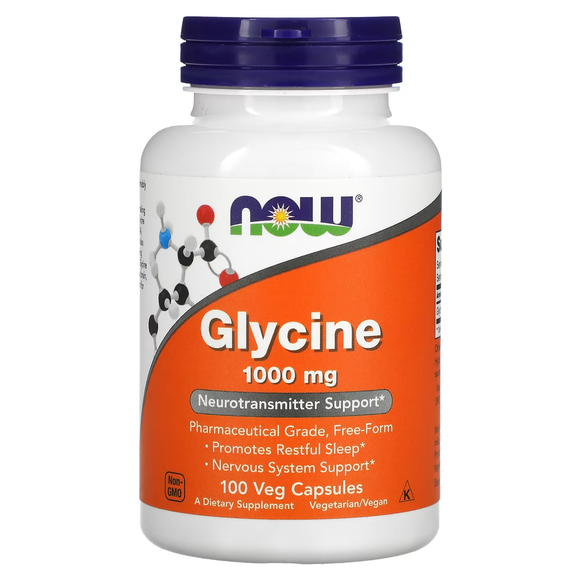 now®
Glycine
1000 mg
Neurotransmitter Support*
Pharmaceutical Grade, Free-Form
• Promotes Restful Sleep*
• Nervous System Support*
100 Veg Capsules
Non-
GMO
A Dietary Supplement Vegetarian/Vegan
K